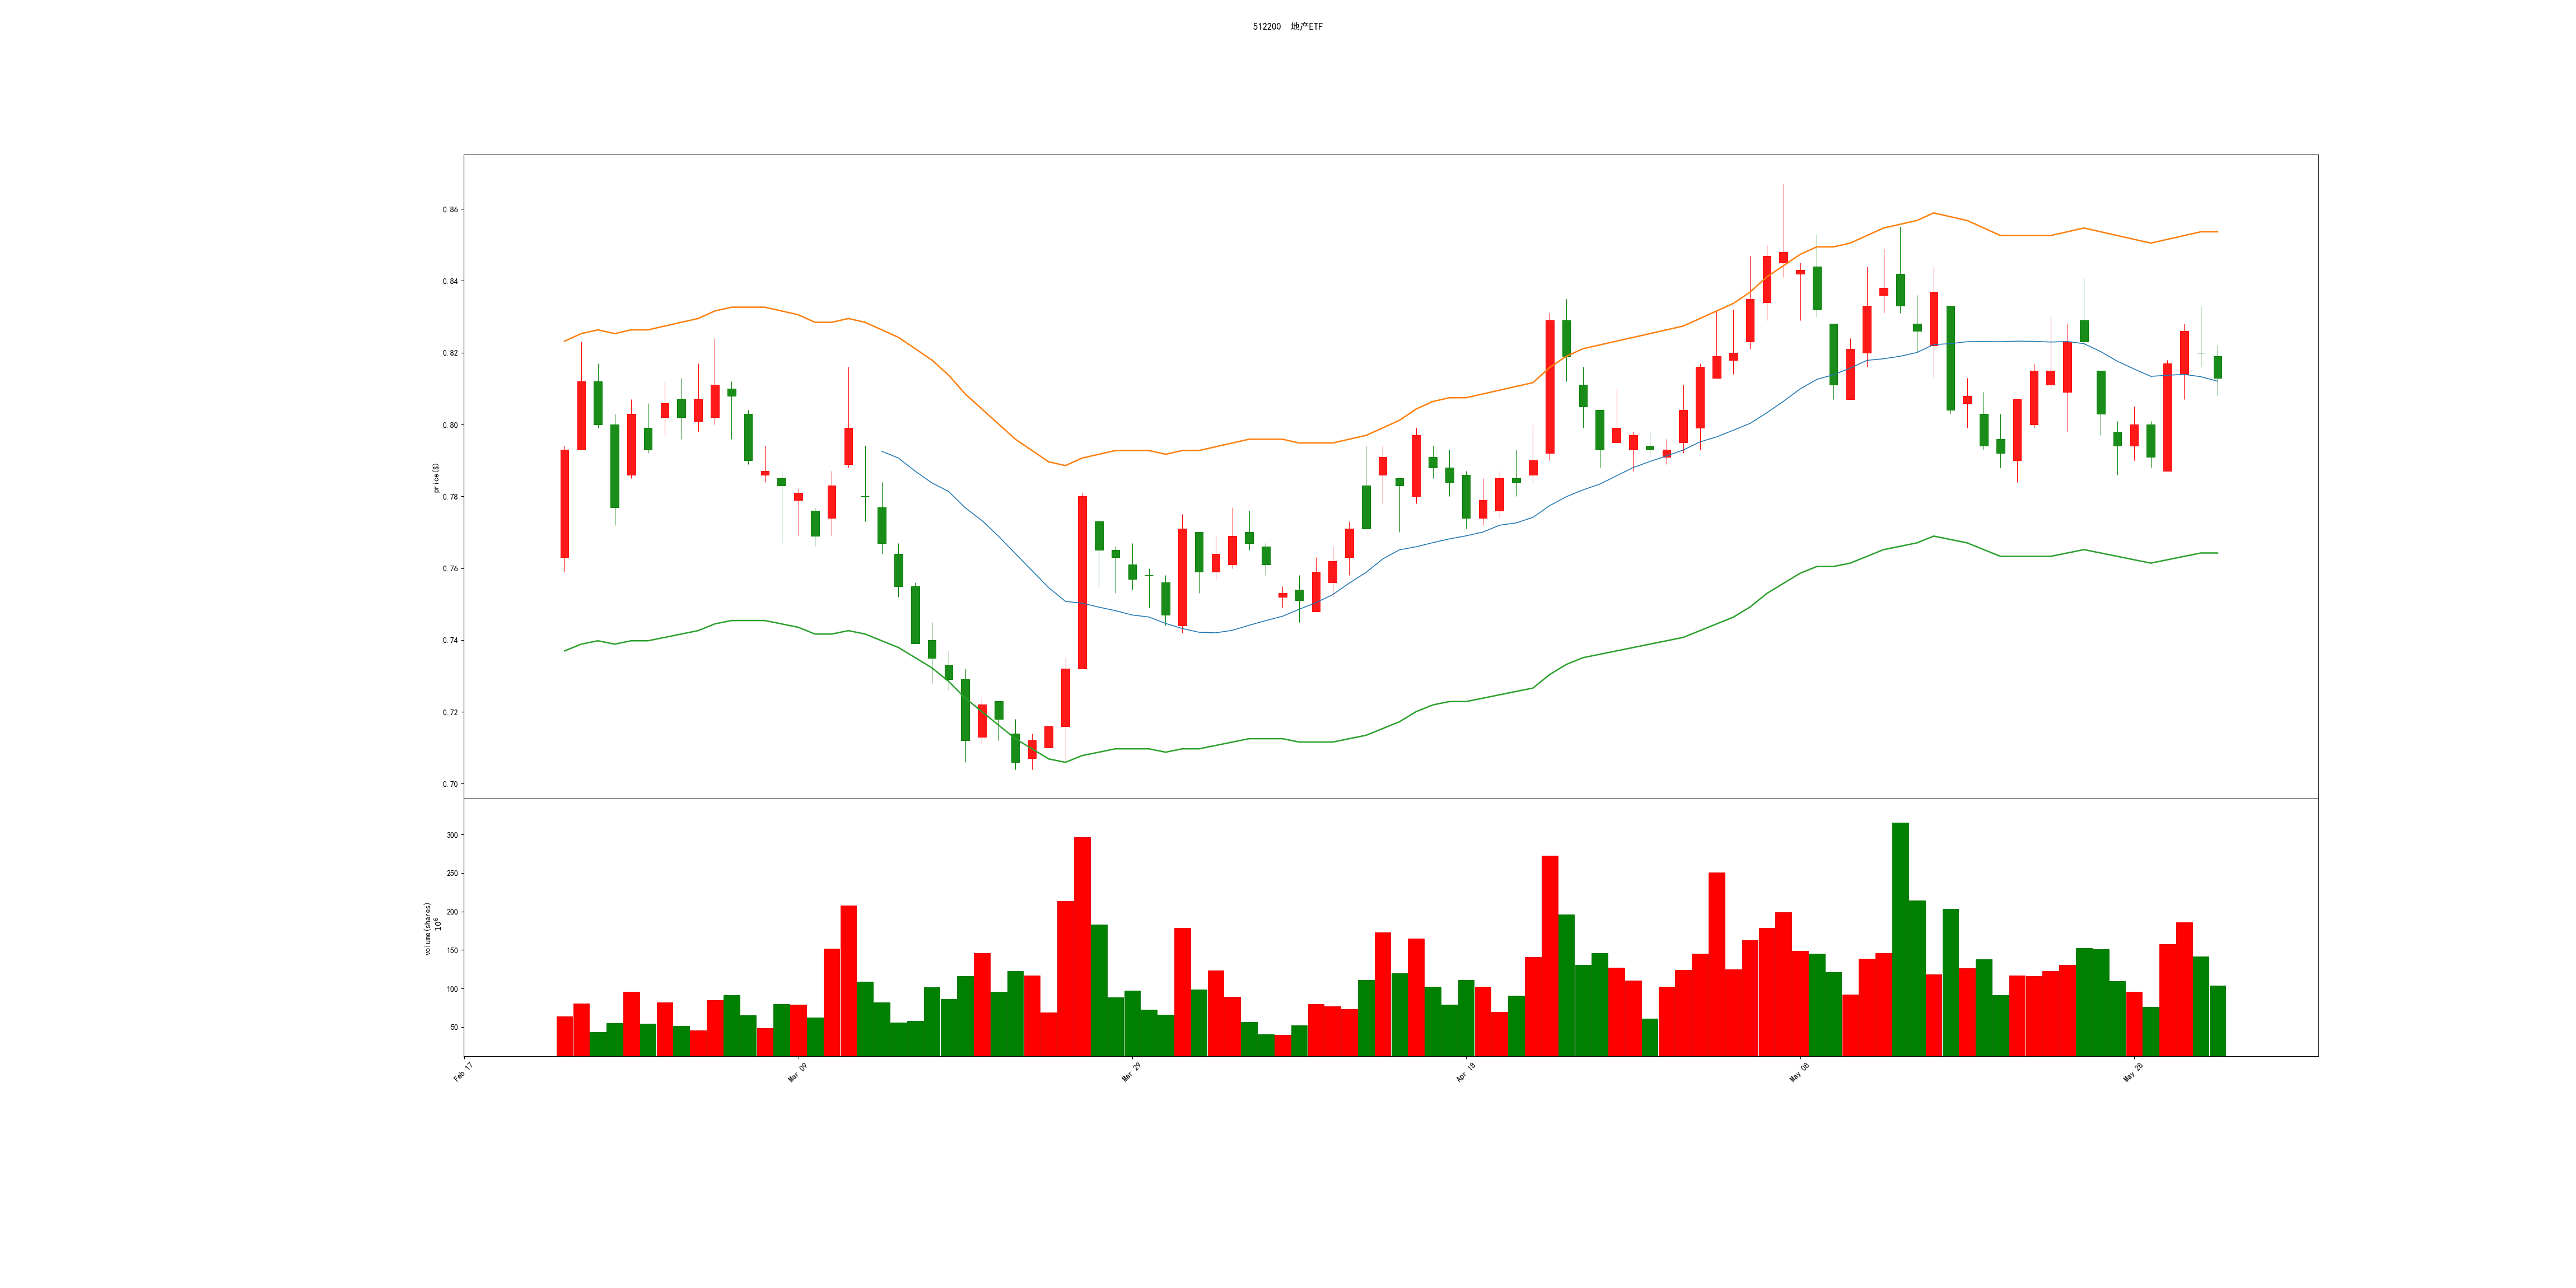 512200 地产ETF
price($)
0.86
0.84
0.82
0.80
0.78
0.76
0.74
0.72
0.70
volume(shares)
10^6
300
250
200
150
100
50
Feb 17
Mar 09
Mar 29
Apr 18
May 08
May 28